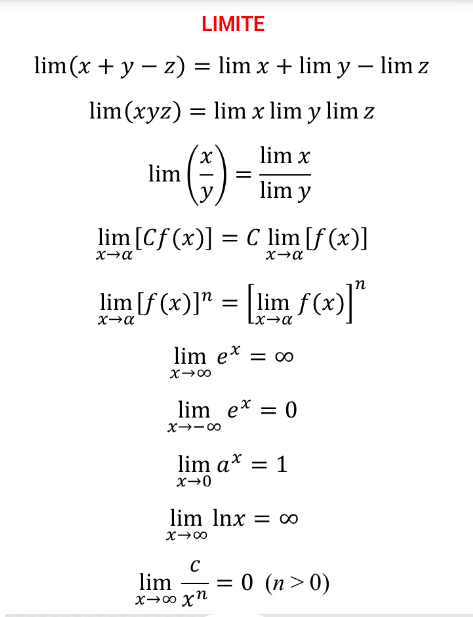 LIMITE
lim(x + y − z) = lim x + lim y − lim z
lim(xyz) = lim x lim y lim z
lim (x/y) = lim x / lim y
lim x→α [Cf(x)] = C lim x→α [f(x)]
lim x→α [f(x)]ⁿ = [lim x→α f(x)]ⁿ
lim x→∞ eˣ = ∞
lim x→−∞ eˣ = 0
lim x→0 aˣ = 1
lim x→∞ lnx = ∞
lim x→∞ c/xⁿ = 0 (n > 0)